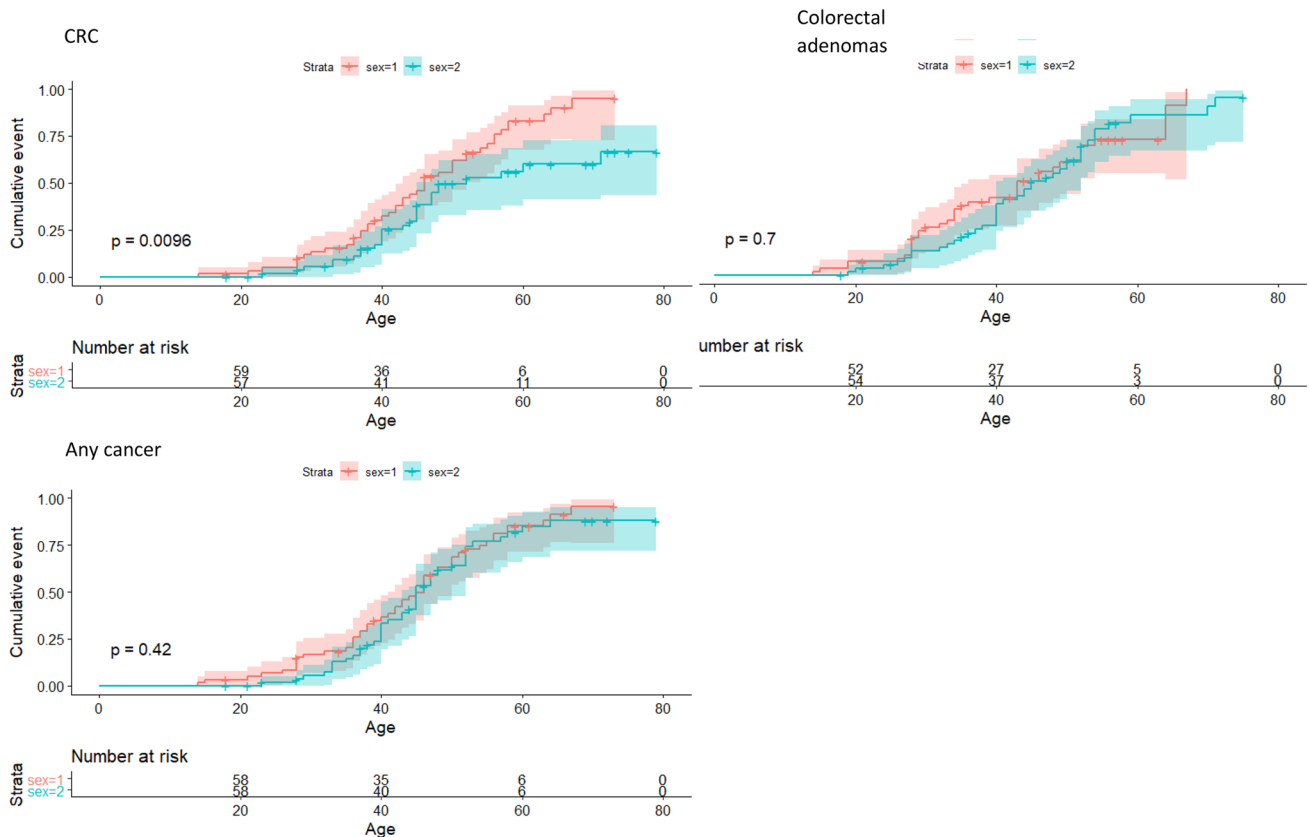 CRC
Strata sex=1 sex=2
1.00
0.75
0.50
0.25
0.00
Cumulative event
p = 0.0096
0 20 40 60 80
Age
Number at risk
Strata
sex=1 59 36 6 0
sex=2 57 41 11 0
20 40 60 80
Age
Colorectal
adenomas
Strata sex=1 sex=2
p = 0.7
0 20 40 60 80
Age
umber at risk
52 27 5 0
54 37 3 0
20 40 60 80
Age
Any cancer
Strata sex=1 sex=2
1.00
0.75
0.50
0.25
0.00
Cumulative event
p = 0.42
0 20 40 60 80
Age
Number at risk
Strata
sex=1 58 35 6 0
sex=2 58 40 6 0
20 40 60 80
Age